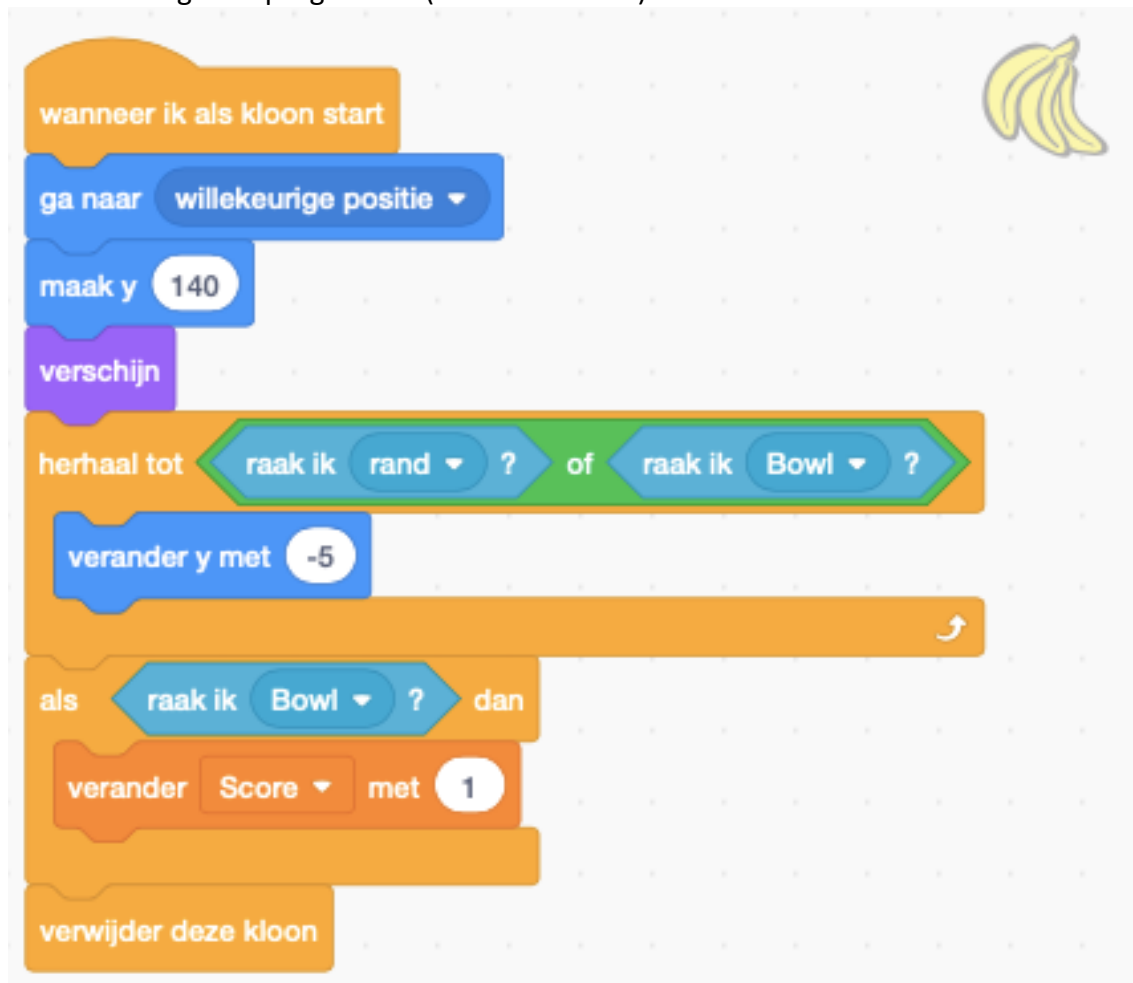 wanneer ik als kloon start
ga naar willekeurige positie
maak y 140
verschijn
herhaal tot raak ik rand ? of raak ik Bowl ?
verander y met -5
als raak ik Bowl ? dan
verander Score met 1
verwijder deze kloon